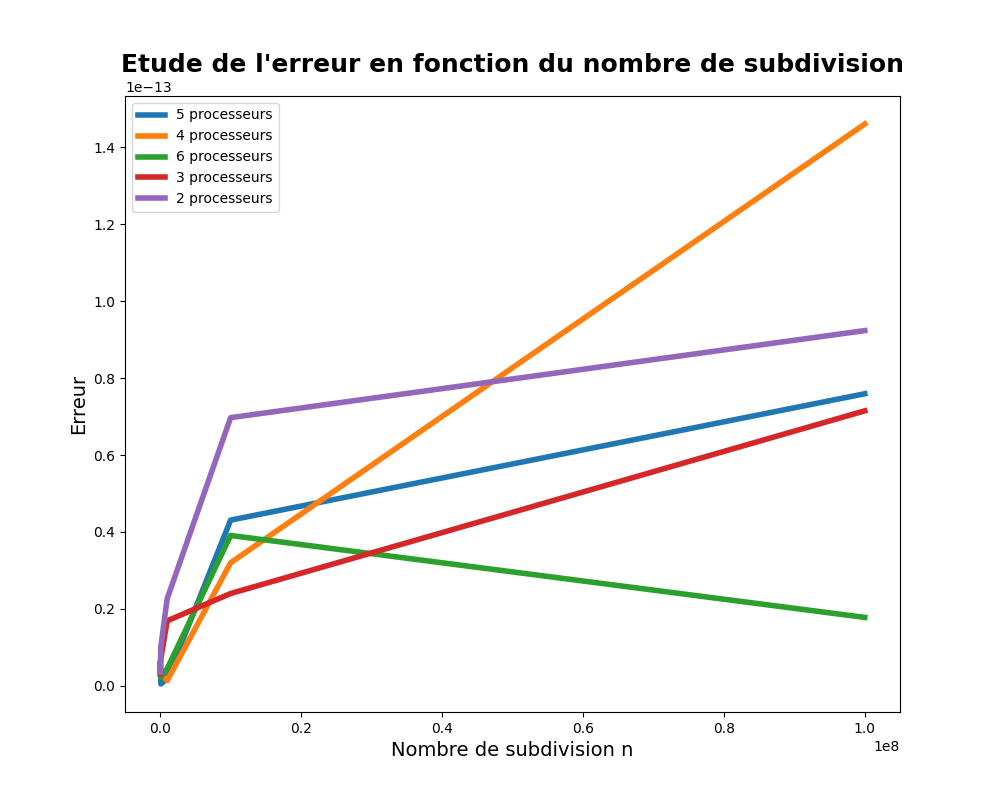 Etude de l'erreur en fonction du nombre de subdivision
1e−13
5 processeurs
4 processeurs
6 processeurs
3 processeurs
2 processeurs
1.4
1.2
1.0
0.8
0.6
0.4
0.2
0.0
Erreur
0.0 0.2 0.4 0.6 0.8 1.0
1e8
Nombre de subdivision n